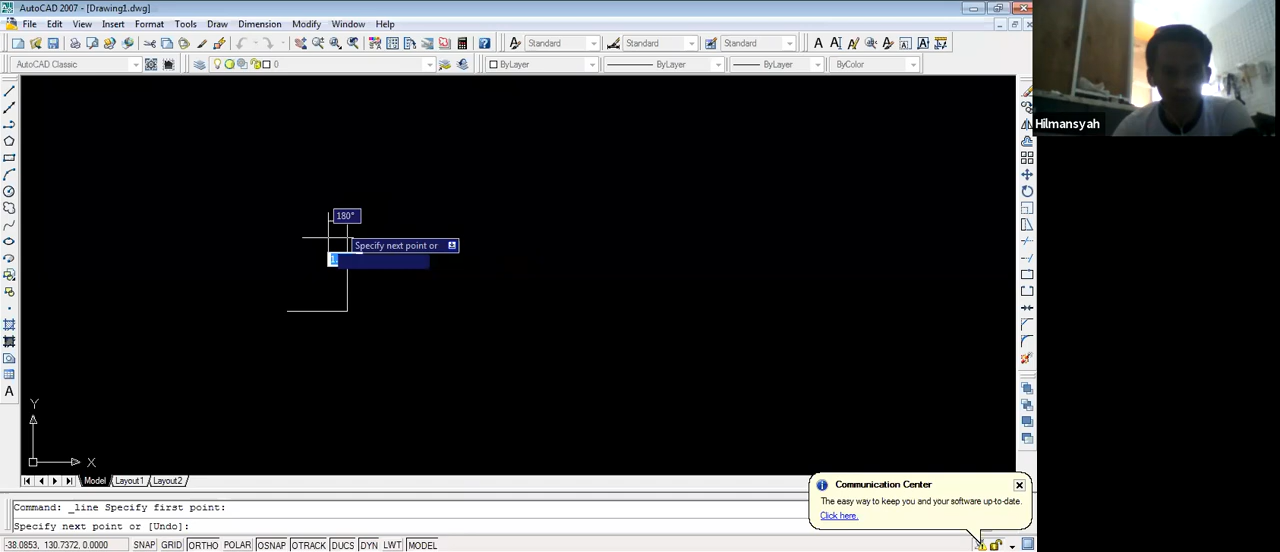 AutoCAD 2007 - [Drawing1.dwg]
File Edit View Insert Format Tools Draw Dimension Modify Window Help
Standard Standard Standard
AutoCAD Classic 0 ByLayer ByLayer ByLayer ByColor
Hilmansyah
180°
Specify next point or
Y
X
Model Layout1 Layout2
Communication Center
The easy way to keep you and your software up-to-date.
Click here.
Command: _line Specify first point:
Specify next point or [Undo]:
-38.0853, 130.7372, 0.0000 SNAP GRID ORTHO POLAR OSNAP OTRACK DUCS DYN LWT MODEL